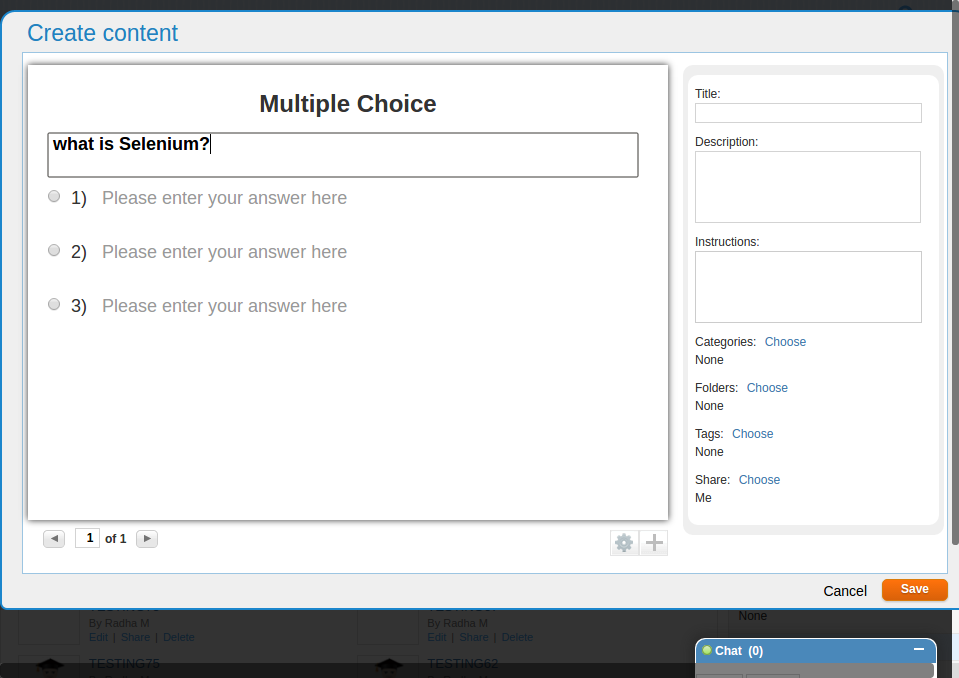 Create content
Multiple Choice
what is Selenium?
1) Please enter your answer here
2) Please enter your answer here
3) Please enter your answer here
1 of 1
Title:
Description:
Instructions:
Categories: Choose
None
Folders: Choose
None
Tags: Choose
None
Share: Choose
Me
Cancel Save
By Radha M
Edit | Share | Delete
By Radha M
Edit | Share | Delete
None
TESTING75
TESTING62
Chat (0)